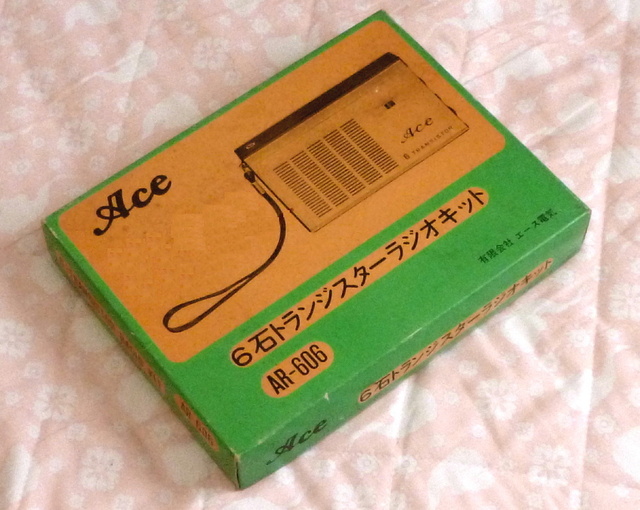 Ace
Ace
6 TRANSISTOR
6石トランジスターラジオキット
AR-606
有限会社 エース電気
6石トランジスターラジオキット
Ace
AR-606